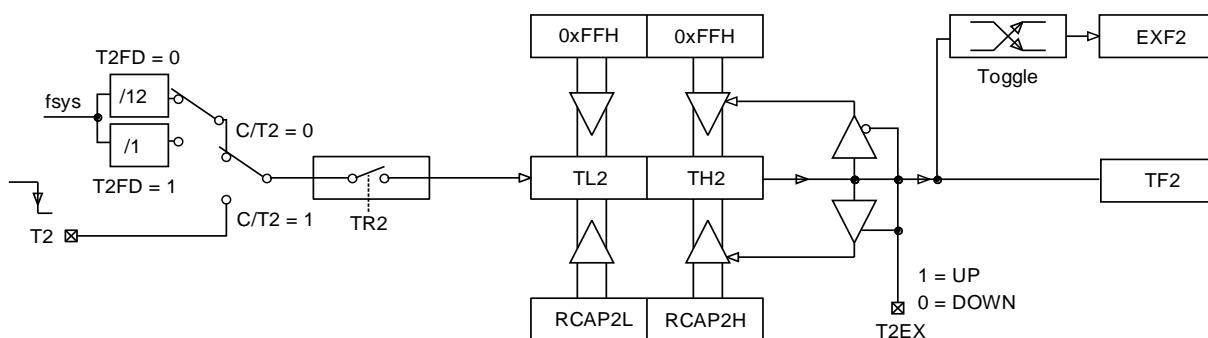 0xFFH 0xFFH
EXF2
T2FD = 0
Toggle
/12
fsys
C/T2 = 0
/1
T2FD = 1
TL2 TH2
TF2
C/T2 = 1
TR2
T2
1 = UP
0 = DOWN
RCAP2L RCAP2H
T2EX